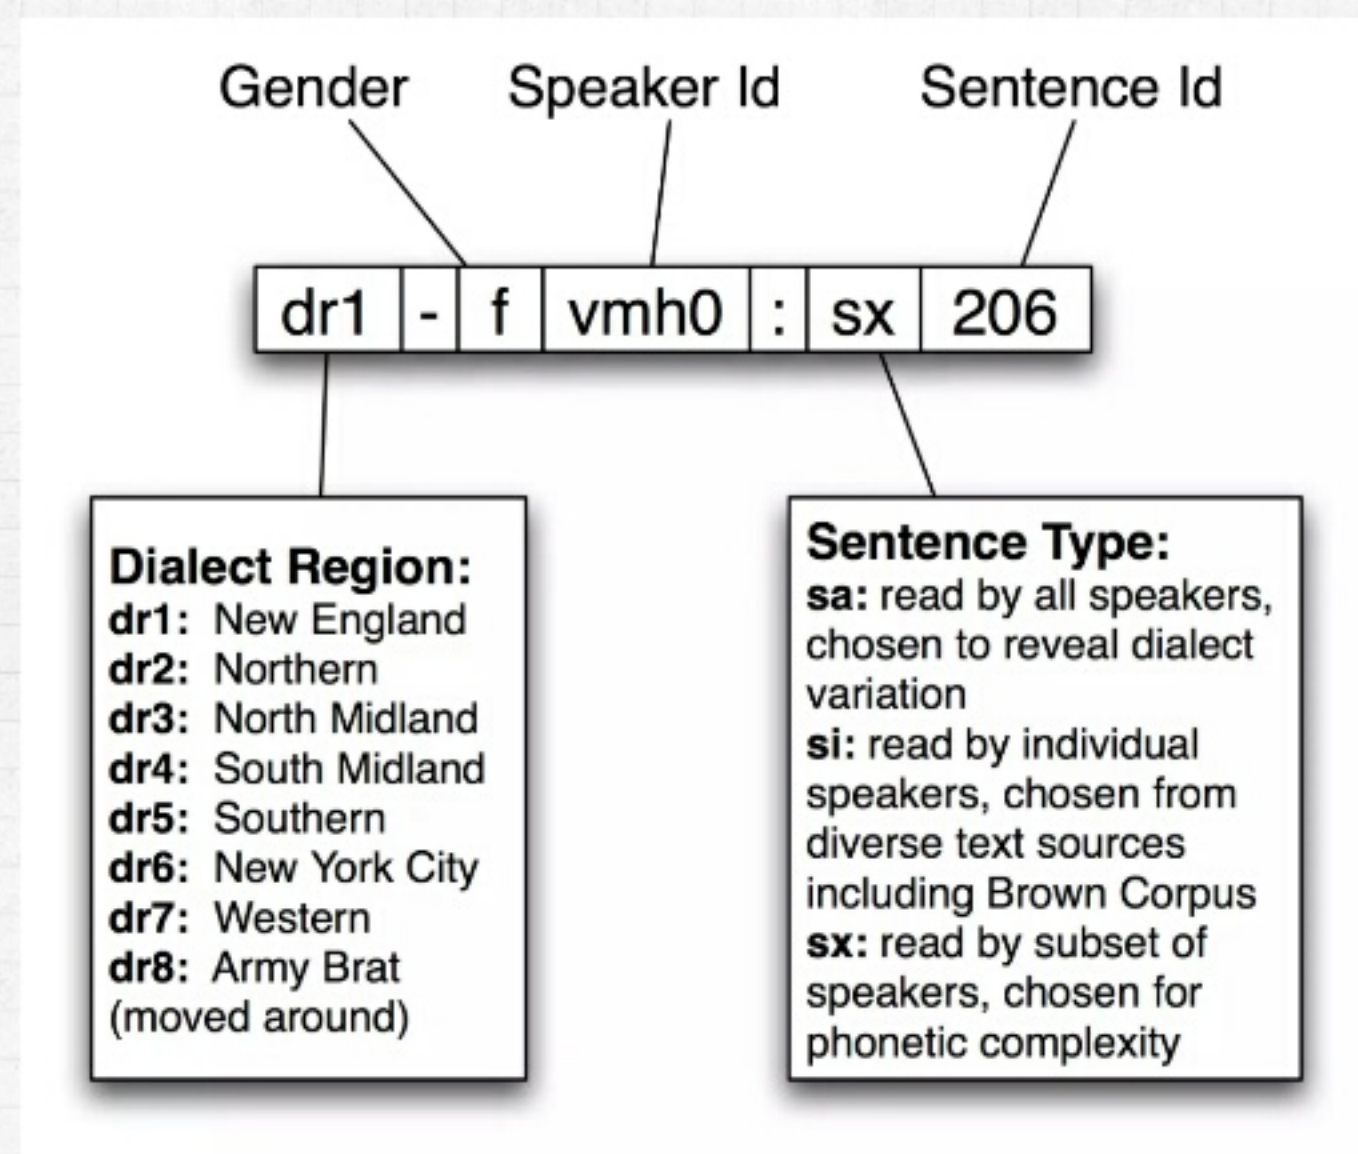 Gender Speaker Id Sentence Id
dr1 - f vmh0 : sx 206
Dialect Region:
dr1: New England
dr2: Northern
dr3: North Midland
dr4: South Midland
dr5: Southern
dr6: New York City
dr7: Western
dr8: Army Brat
(moved around)
Sentence Type:
sa: read by all speakers,
chosen to reveal dialect
variation
si: read by individual
speakers, chosen from
diverse text sources
including Brown Corpus
sx: read by subset of
speakers, chosen for
phonetic complexity